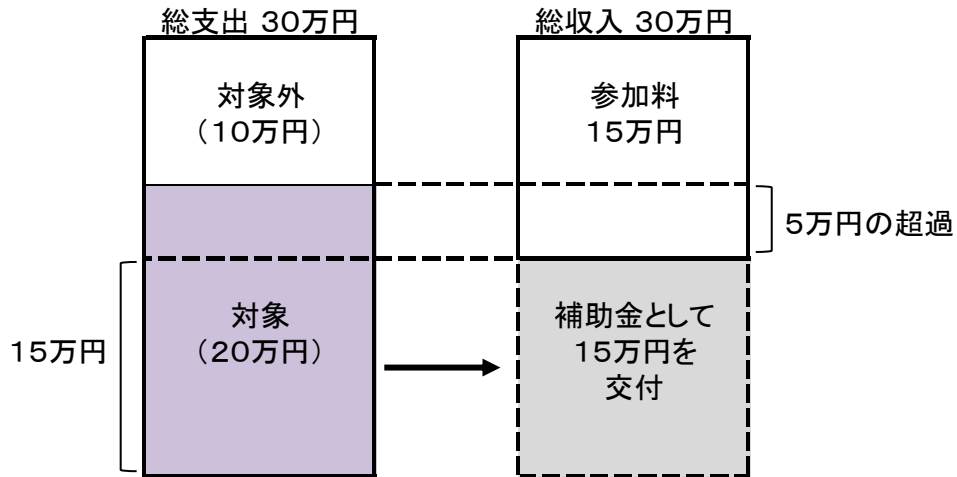 総支出 30万円
対象外
（10万円）
15万円
対象
（20万円）
総収入 30万円
参加料
15万円
5万円の超過
補助金として
15万円を
交付